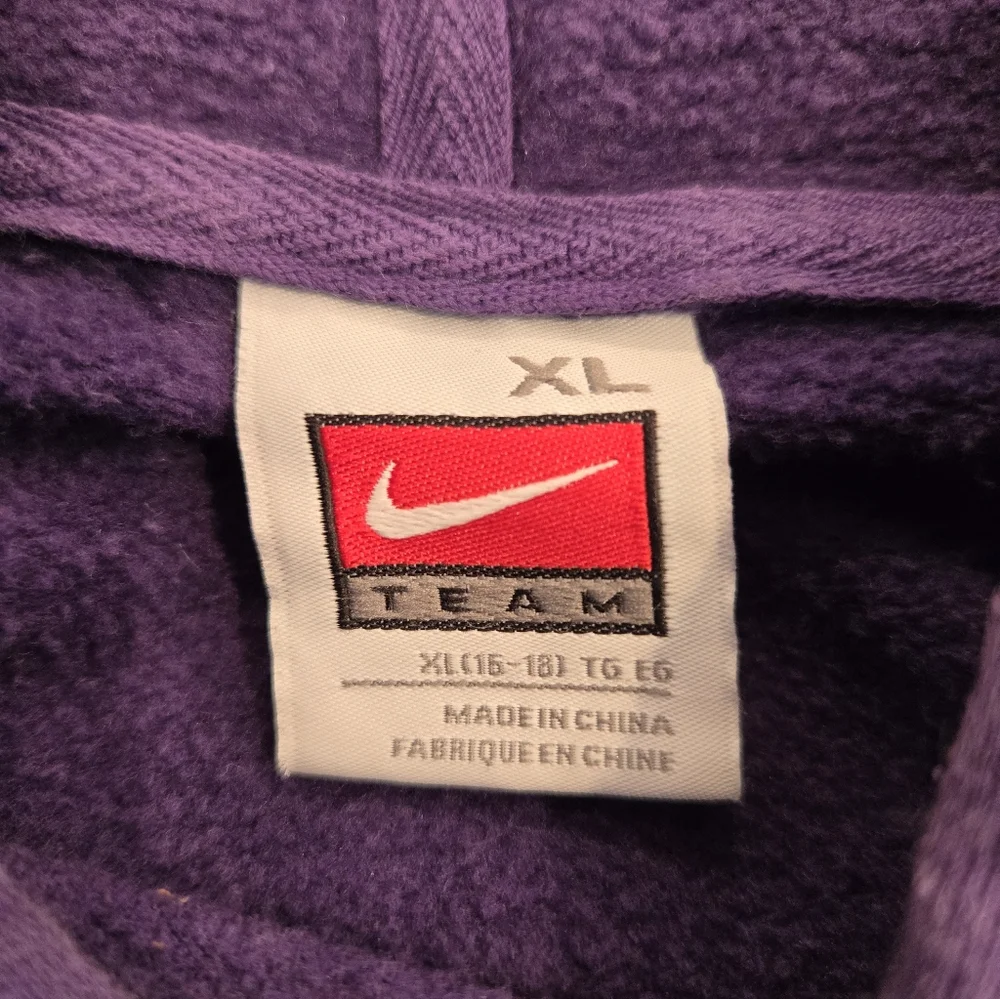 XL
TEAM
XL(16-18) TG EG
MADE IN CHINA
FABRIQUE EN CHINE